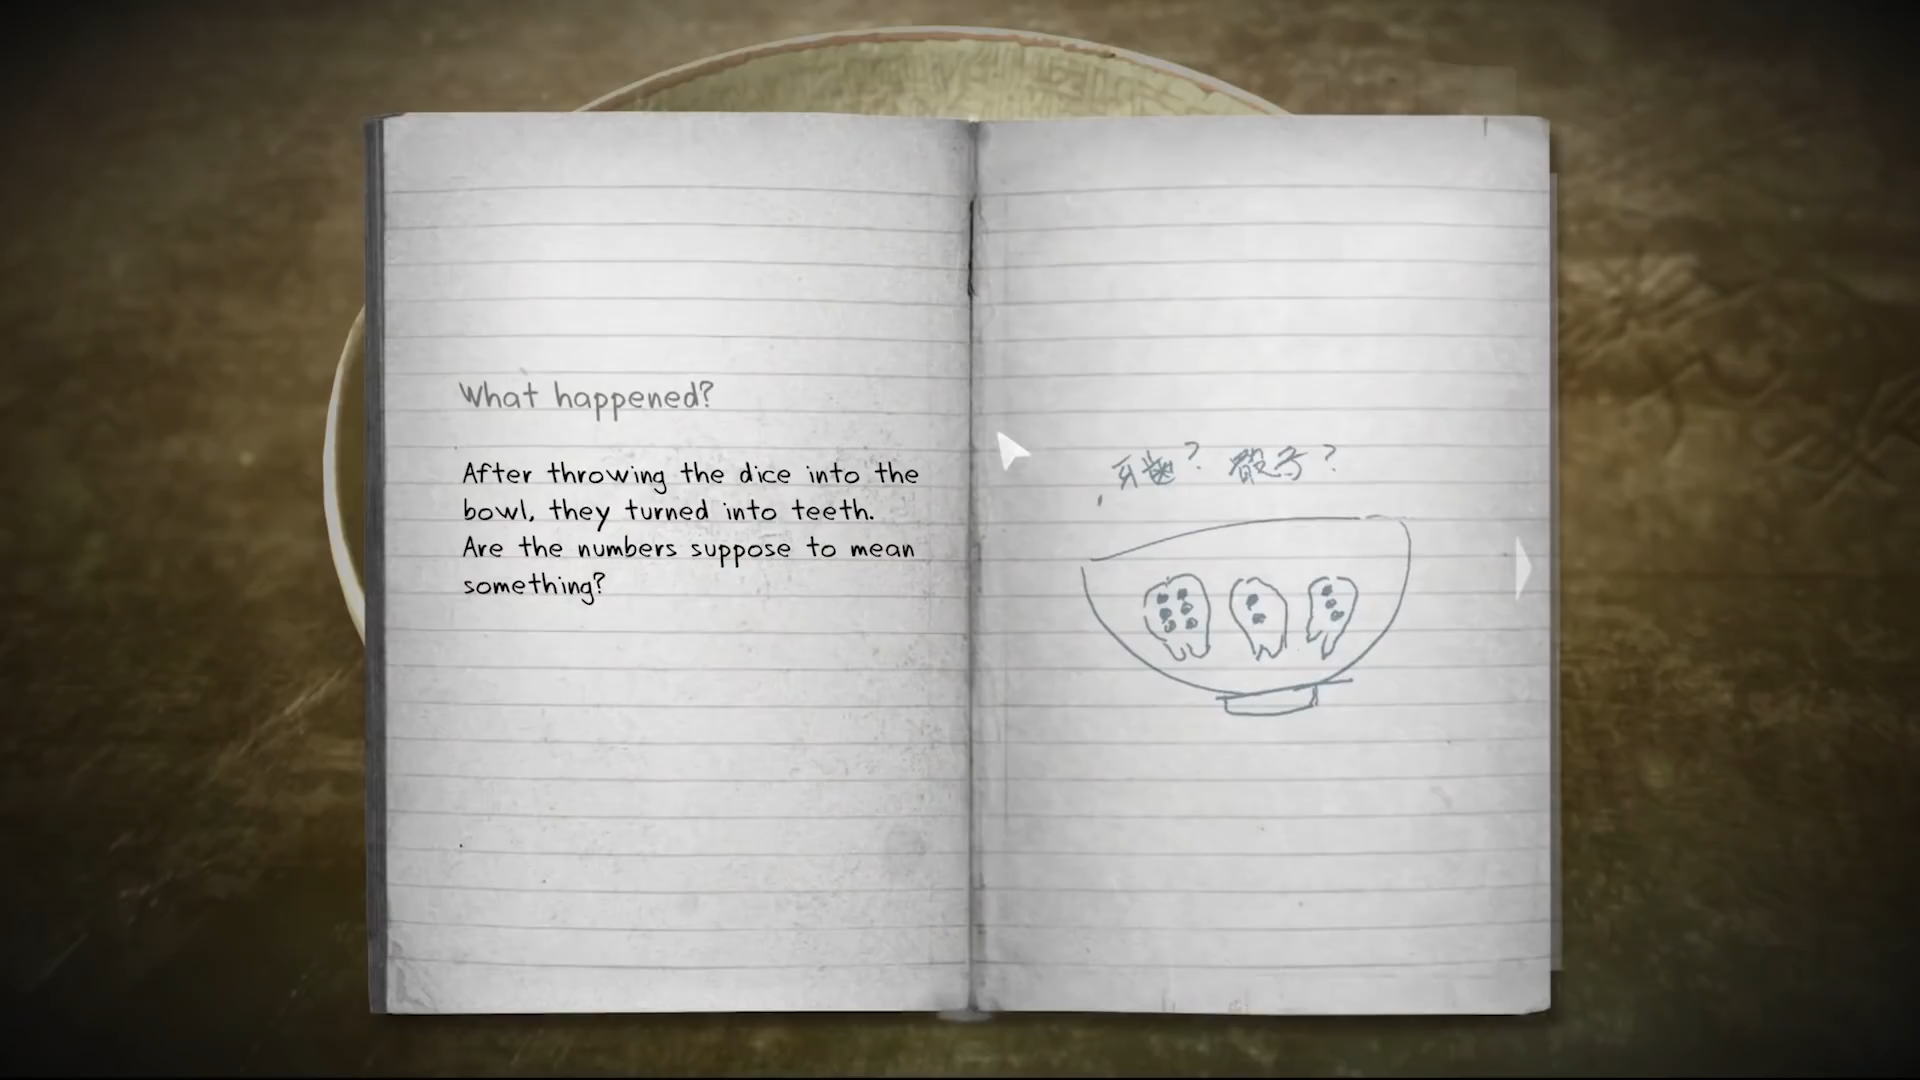 What happened?
After throwing the dice into the
bowl, they turned into teeth.
Are the numbers suppose to mean
something?
牙齒? 骰子?